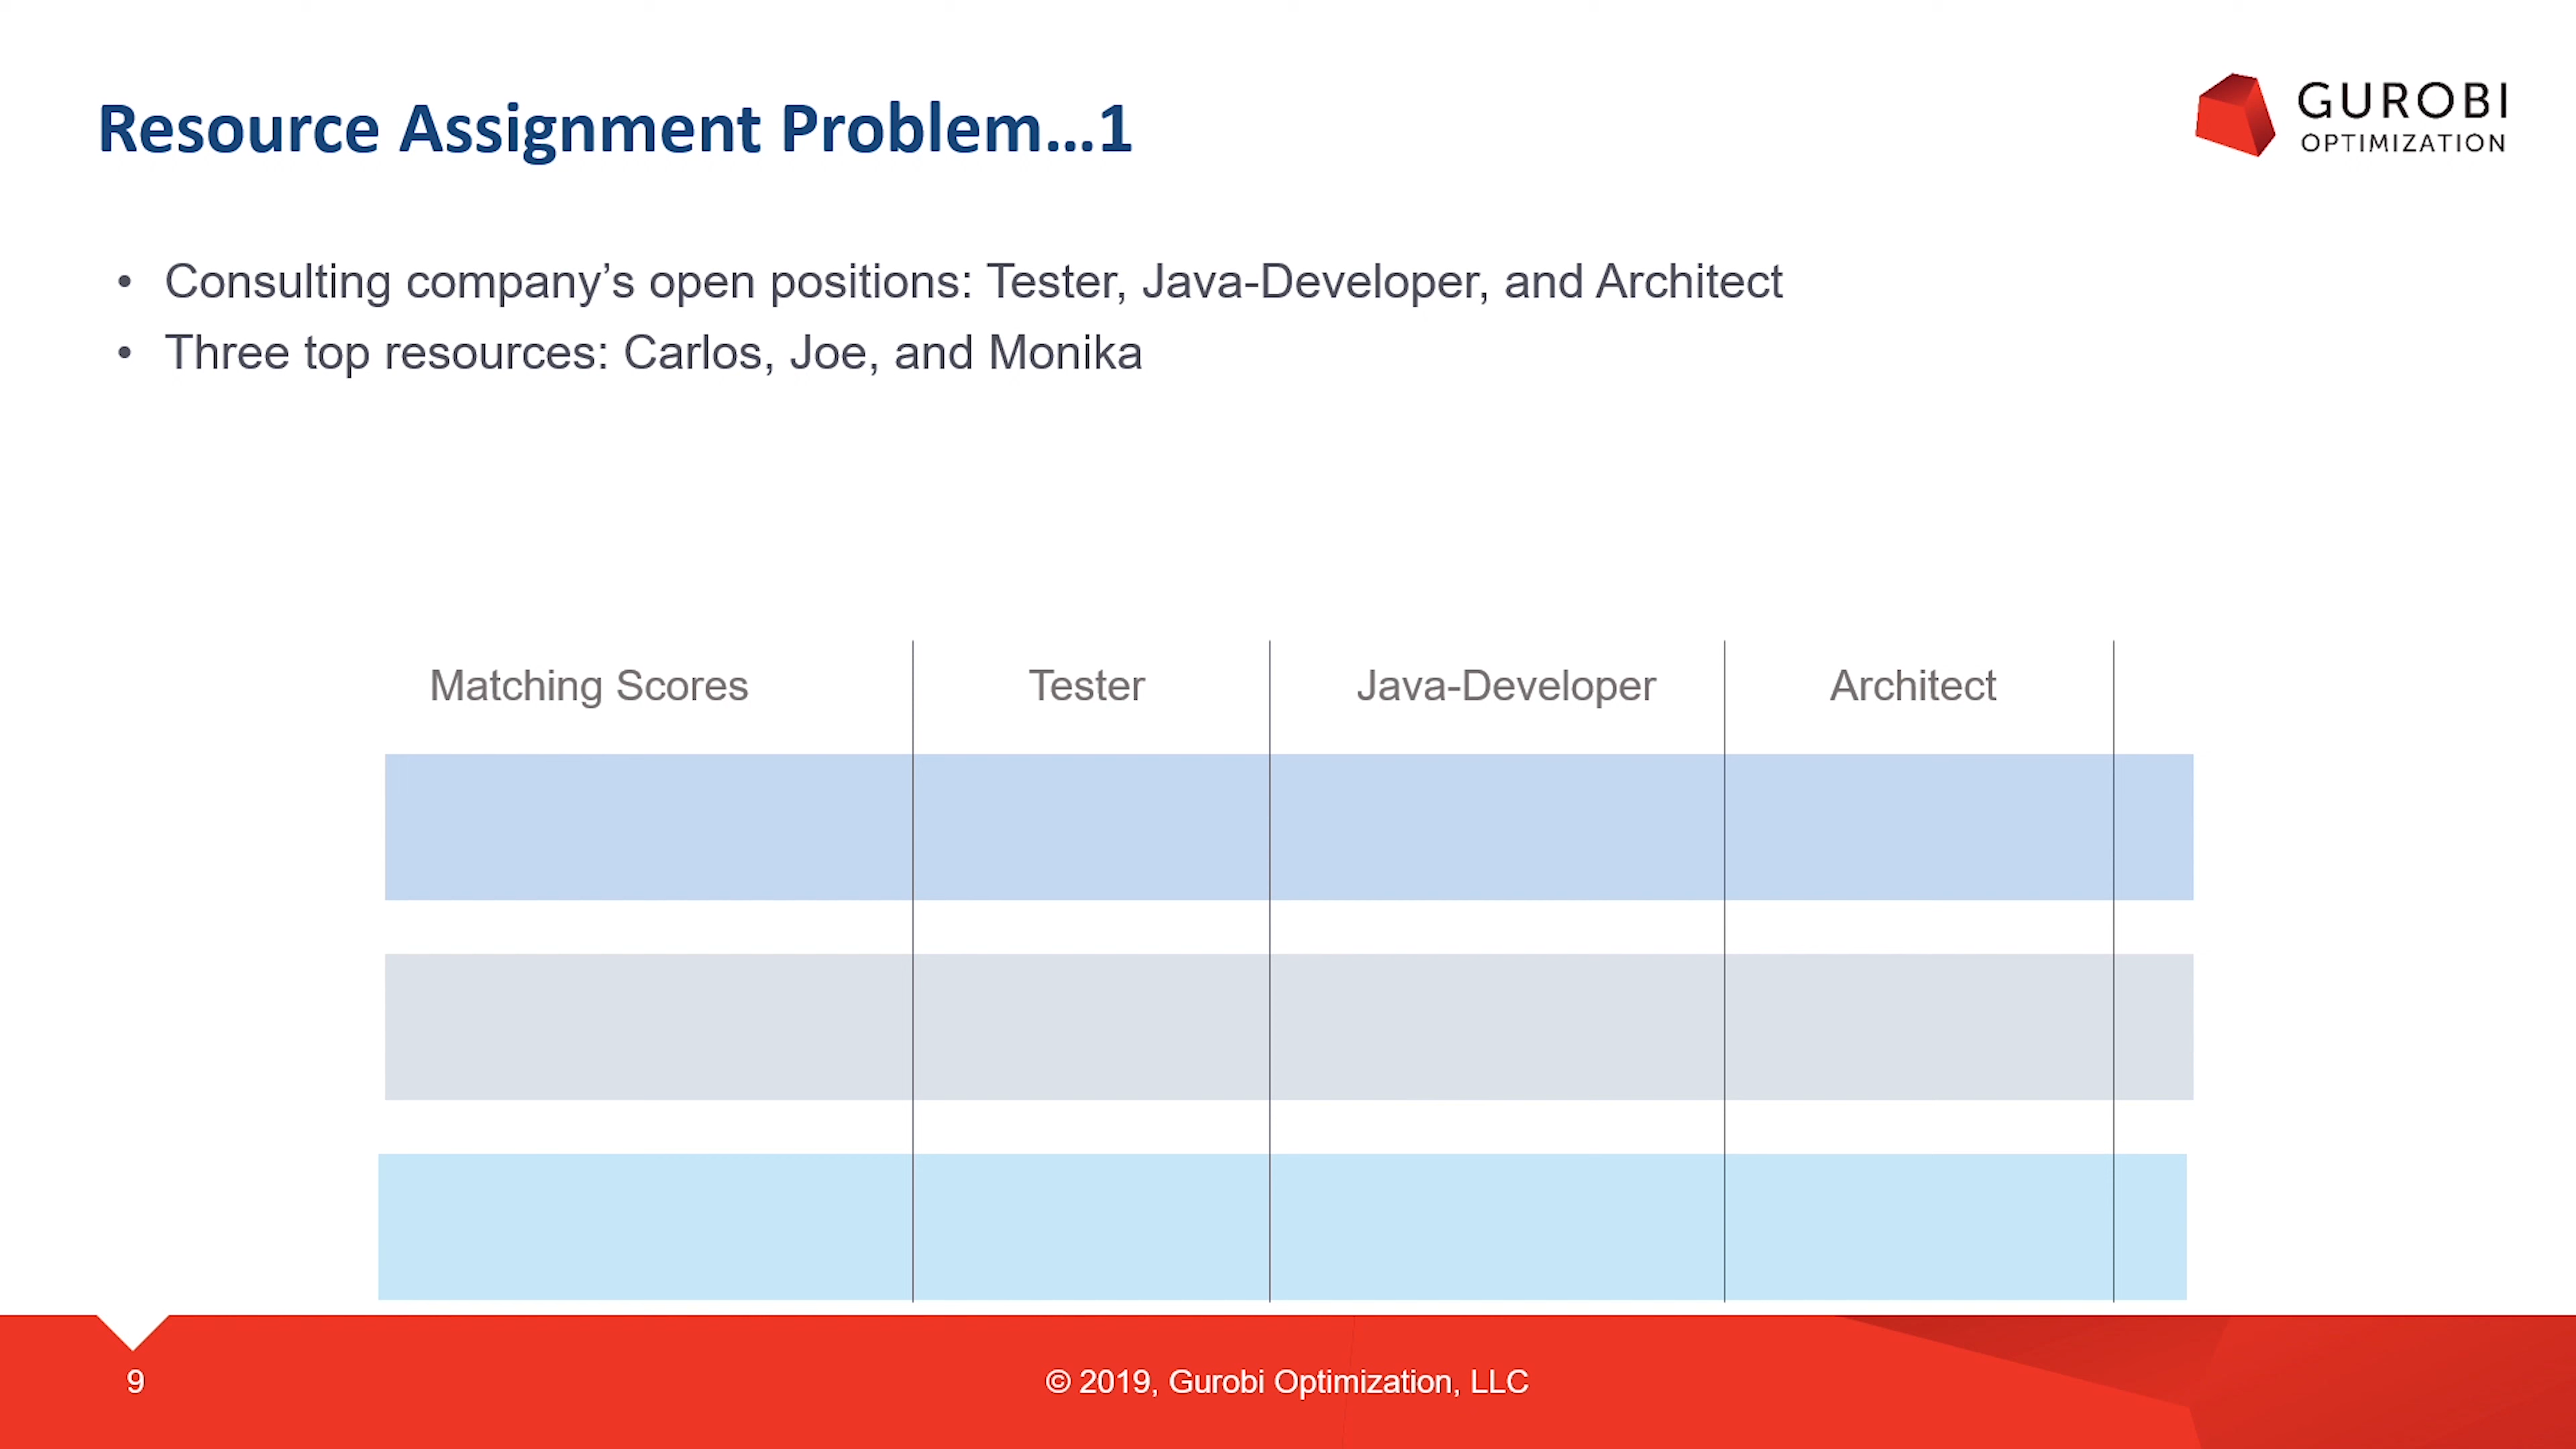 Resource Assignment Problem...1
GUROBI
OPTIMIZATION
• Consulting company’s open positions: Tester, Java-Developer, and Architect
• Three top resources: Carlos, Joe, and Monika
Matching Scores Tester Java-Developer Architect
9 © 2019, Gurobi Optimization, LLC